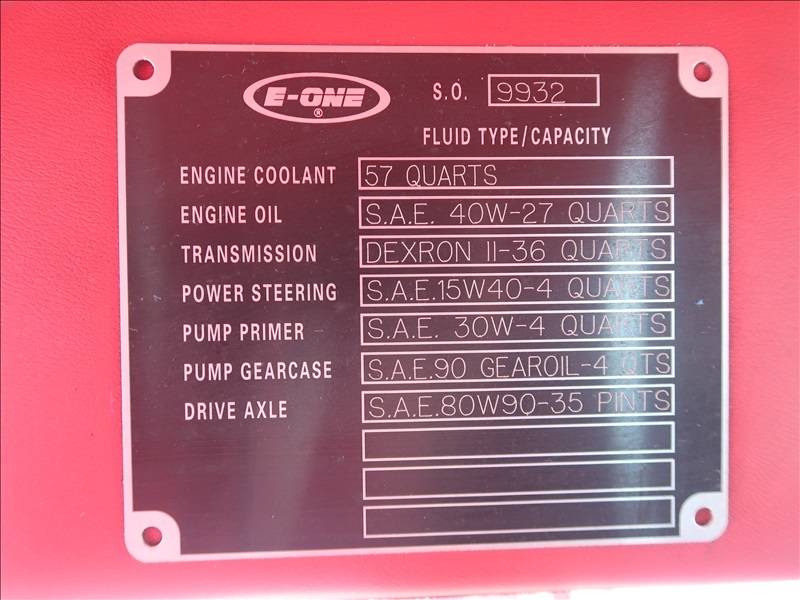 E-ONE ®
S.O. 9932
FLUID TYPE/CAPACITY
ENGINE COOLANT 57 QUARTS
ENGINE OIL S.A.E. 40W-27 QUARTS
TRANSMISSION DEXRON II-36 QUARTS
POWER STEERING S.A.E.15W40-4 QUARTS
PUMP PRIMER S.A.E. 30W-4 QUARTS
PUMP GEARCASE S.A.E.90 GEAROIL-4 QTS
DRIVE AXLE S.A.E.80W90-35 PINTS